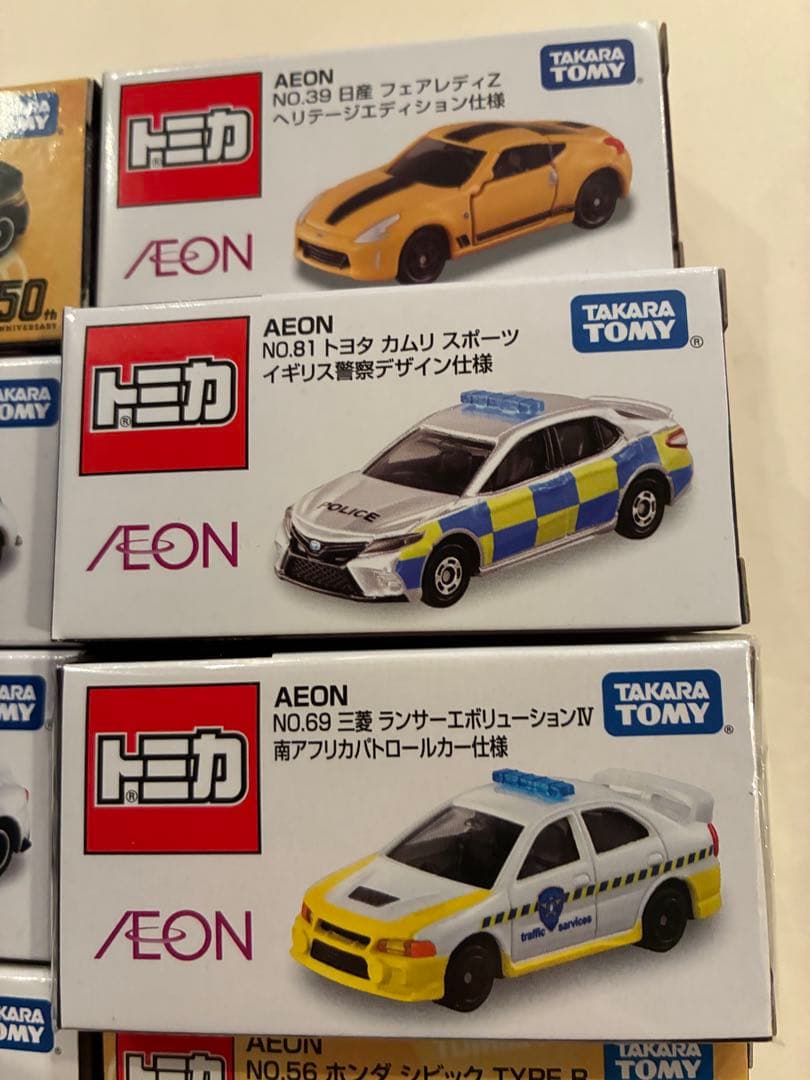 AEON
NO.39 日産 フェアレディZ
ヘリテージエディション仕様
TAKARA
TOMY
トミカ
AEON
50th
ANNIVERSARY
AEON
NO.81 トヨタ カムリ スポーツ
イギリス警察デザイン仕様
TAKARA
TOMY®
トミカ®
POLICE
AEON
AEON
NO.69 三菱 ランサーエボリューションⅣ
南アフリカパトロールカー仕様
TAKARA
TOMY®
トミカ®
traffic services
AEON
AEON
NO.56 ホンダ シビック TYPE R
TAKARA
TOMY
トミカ